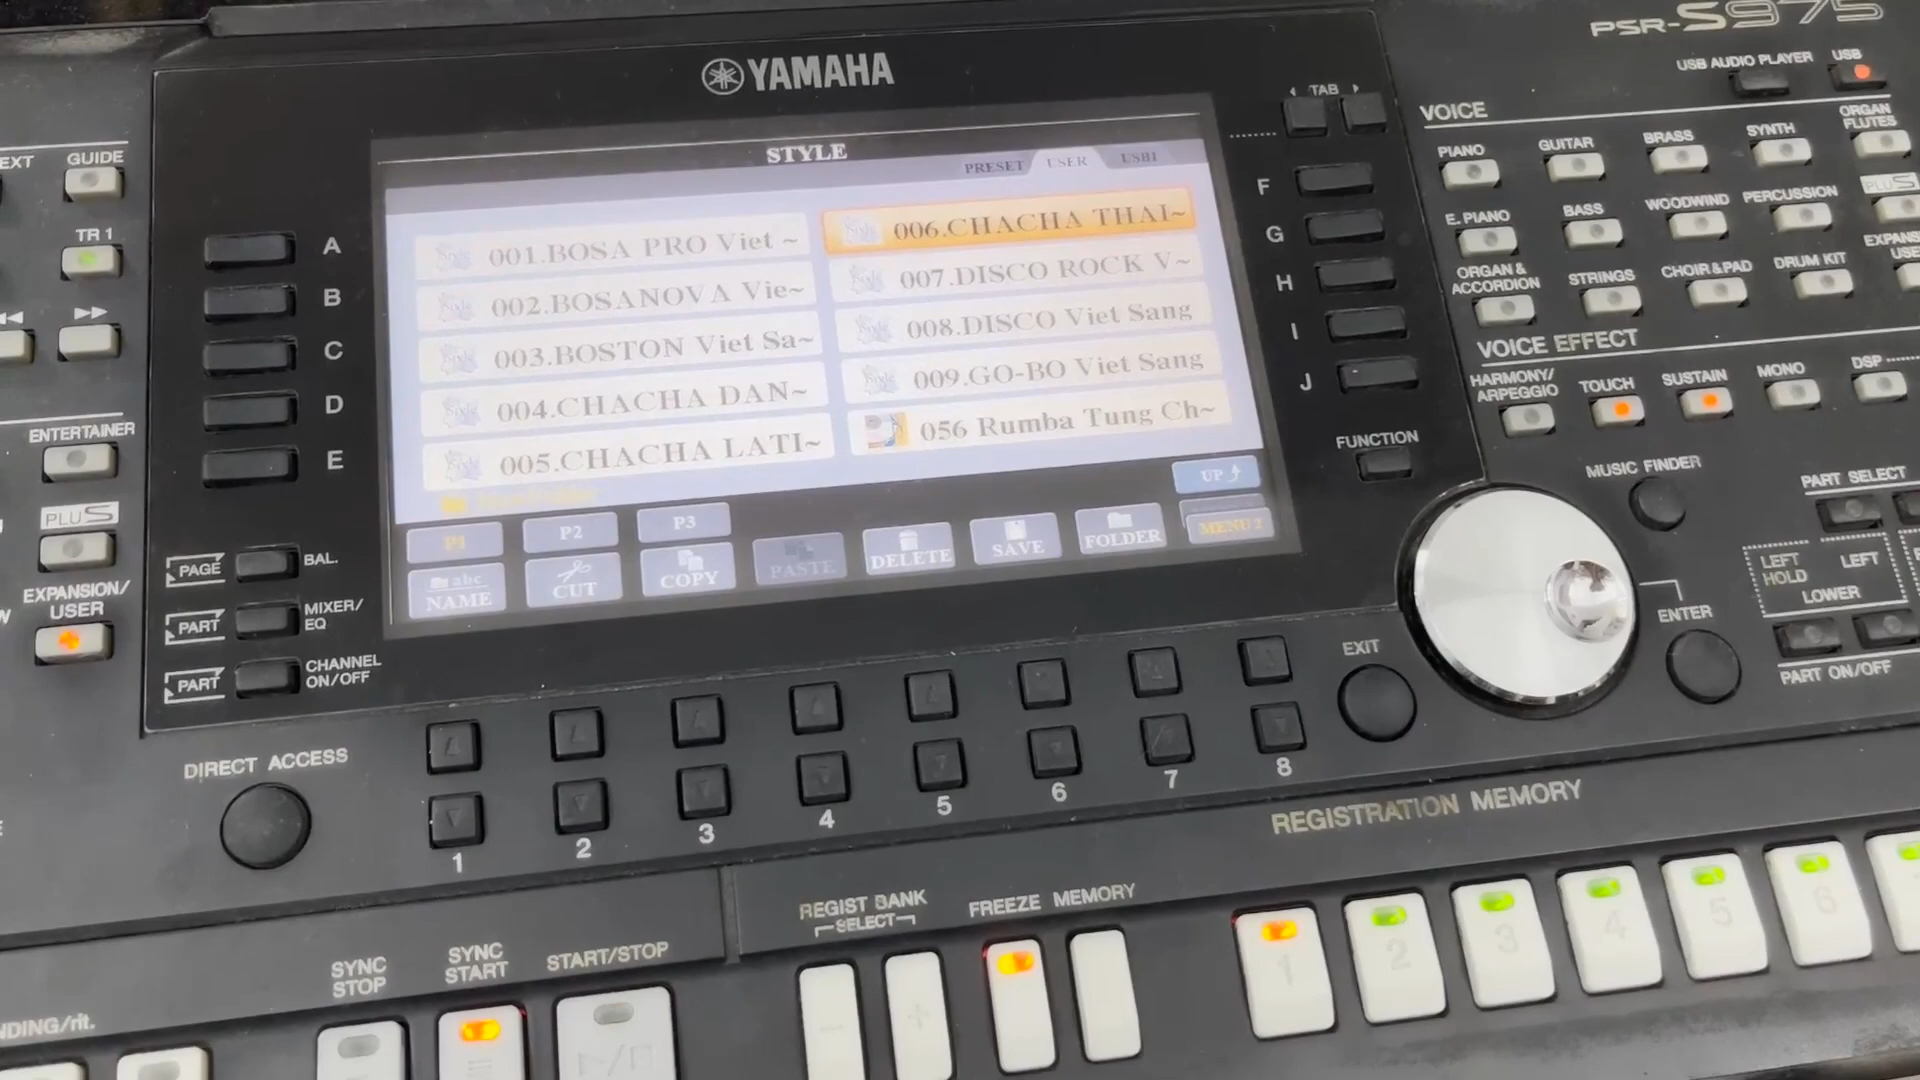 PSR-S975
YAMAHA
USB AUDIO PLAYER
USB
TAB
VOICE
STYLE
PRESET
USER
USB1
EXT
GUIDE
PIANO
GUITAR
BRASS
SYNTH
ORGAN FLUTES
001.BOSA PRO Viet ~
006.CHACHA THAI~
002.BOSANOVA Vie~
007.DISCO ROCK V~
003.BOSTON Viet Sa~
008.DISCO Viet Sang
004.CHACHA DAN~
009.GO-BO Viet Sang
005.CHACHA LATI~
056 Rumba Tung Ch~
A
B
C
D
E
F
G
H
I
J
TR 1
E. PIANO
BASS
WOODWIND
PERCUSSION
PLUS
ORGAN & ACCORDION
STRINGS
CHOIR & PAD
DRUM KIT
VOICE EFFECT
HARMONY/ ARPEGGIO
TOUCH
SUSTAIN
MONO
DSP
ENTERTAINER
PLUS
EXPANSION/ USER
FUNCTION
MUSIC FINDER
PART SELECT
UP
P1
P2
P3
MENU 2
abc
NAME
CUT
COPY
PASTE
DELETE
SAVE
FOLDER
PAGE
BAL.
PART
MIXER/ EQ
PART
CHANNEL ON/OFF
LEFT HOLD
LEFT
LOWER
ENTER
PART ON/OFF
EXIT
DIRECT ACCESS
1
2
3
4
5
6
7
8
REGISTRATION MEMORY
REGIST BANK
SELECT
FREEZE
MEMORY
SYNC STOP
SYNC START
START/STOP
NDING/rit.
-
+
1
2
3
4
5
6